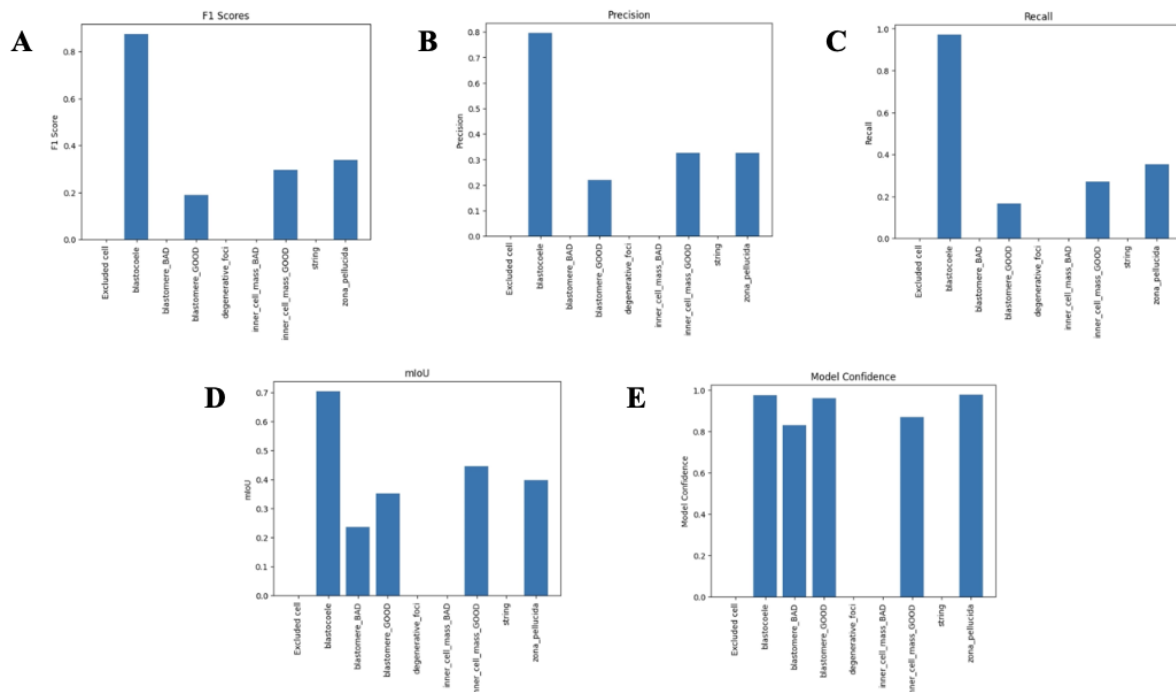 A
F1 Scores
F1 Score
0.8
0.6
0.4
0.2
0.0
Excluded cell
blastocoele
blastomere_BAD
blastomere_GOOD
degenerative_foci
inner_cell_mass_BAD
inner_cell_mass_GOOD
string
zona_pellucida
B
Precision
Precision
0.8
0.7
0.6
0.5
0.4
0.3
0.2
0.1
0.0
Excluded cell
blastocoele
blastomere_BAD
blastomere_GOOD
degenerative_foci
inner_cell_mass_BAD
inner_cell_mass_GOOD
string
zona_pellucida
C
Recall
Recall
1.0
0.8
0.6
0.4
0.2
0.0
Excluded cell
blastocoele
blastomere_BAD
blastomere_GOOD
degenerative_foci
inner_cell_mass_BAD
inner_cell_mass_GOOD
string
zona_pellucida
D
mIoU
mIoU
0.7
0.6
0.5
0.4
0.3
0.2
0.1
0.0
Excluded cell
blastocoele
blastomere_BAD
blastomere_GOOD
degenerative_foci
inner_cell_mass_BAD
nner_cell_mass_GOOD
string
zona_pellucida
E
Model Confidence
Model Confidence
1.0
0.8
0.6
0.4
0.2
0.0
Excluded cell
blastocoele
blastomere_BAD
blastomere_GOOD
degenerative_foci
inner_cell_mass_BAD
nner_cell_mass_GOOD
string
zona_pellucida